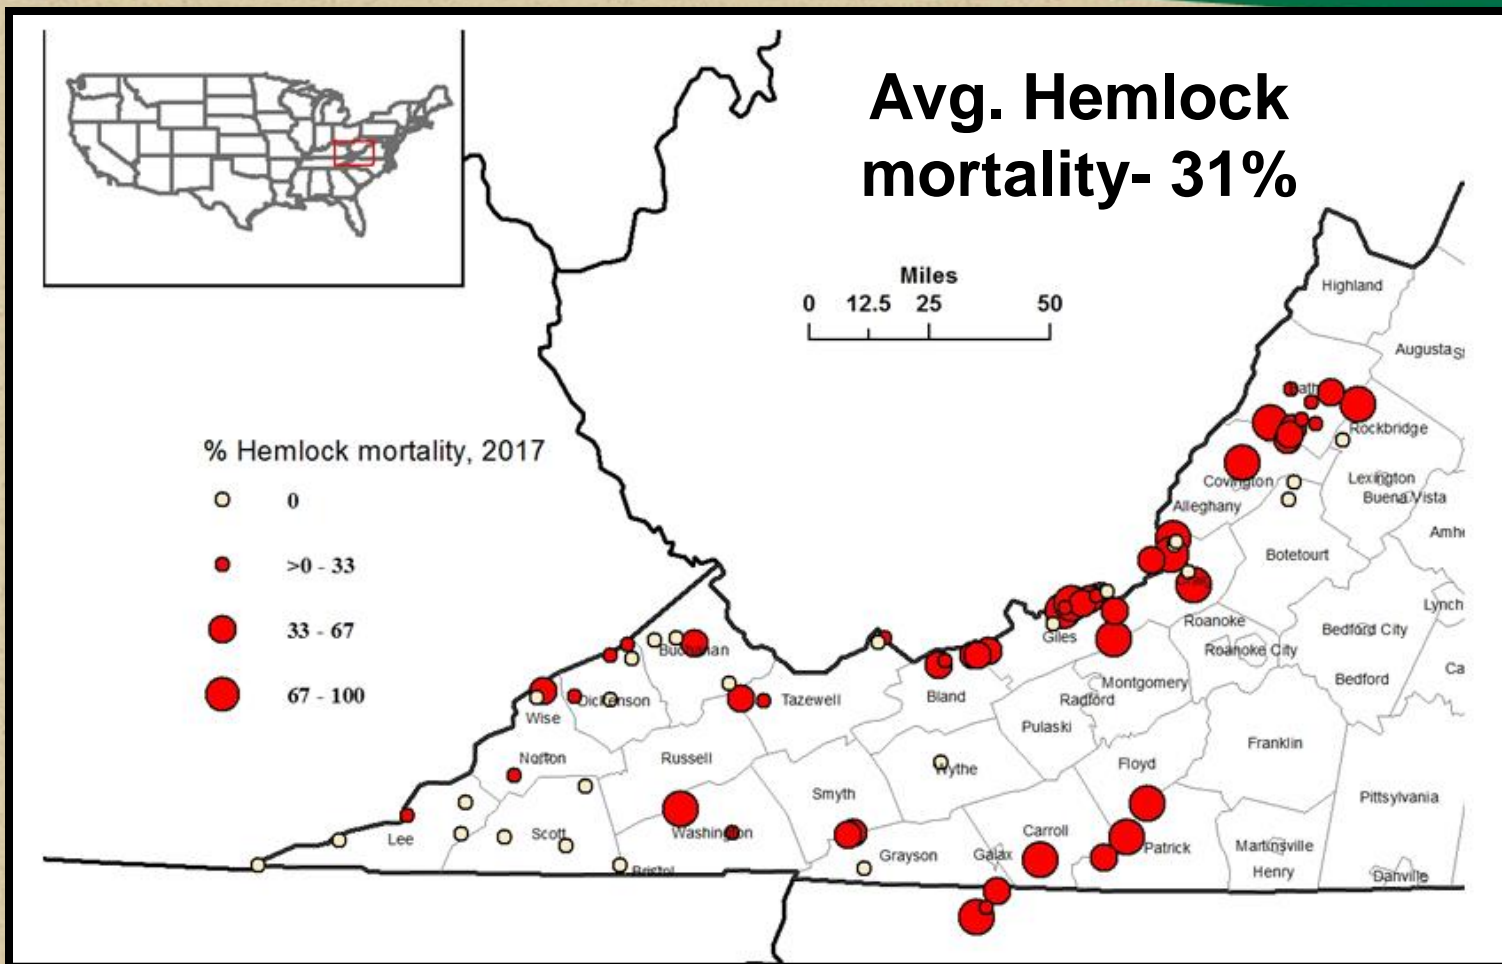 Avg. Hemlock
mortality- 31%
Miles
0 12.5 25 50
% Hemlock mortality, 2017
0
>0 - 33
33 - 67
67 - 100
Highland
Augusta
Rockbridge
Covington
Lexington
Buena Vista
Alleghany
Amhe
Botetourt
Lynch
Giles
Roanoke
Bedford City
Buchanan
Roanoke City
Ca
Bedford
Montgomery
Dickenson
Tazewell
Bland
Radford
Wise
Pulaski
Franklin
Norton
Russell
Floyd
Wythe
Smyth
Pittsylvania
Lee
Scott
Washington
Carroll
Martinsville
Patrick
Grayson
Galax
Henry
Danville
Bristol